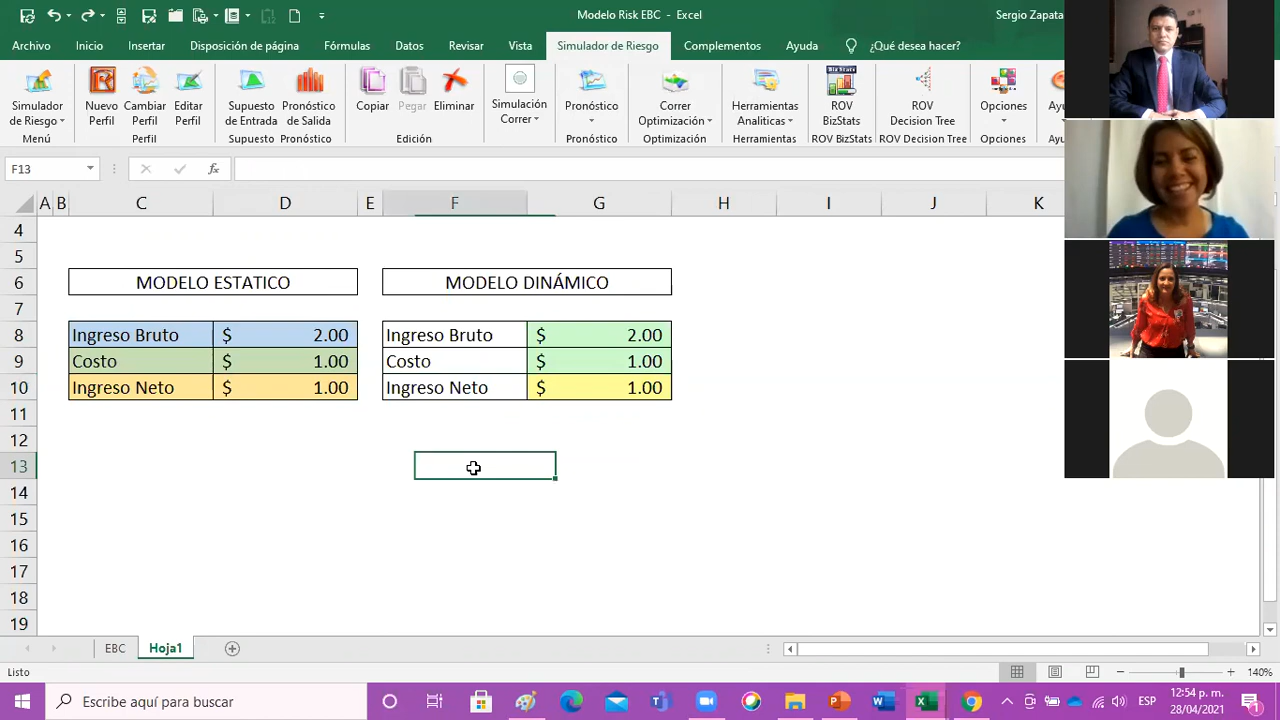 Modelo Risk EBC - Excel
Sergio Zapata
Archivo Inicio Insertar Disposición de página Fórmulas Datos Revisar Vista Simulador de Riesgo Complementos Ayuda ¿Qué desea hacer?
Simulador de Riesgo
Nuevo Perfil
Cambiar Perfil
Editar Perfil
Supuesto de Entrada
Pronóstico de Salida
Copiar
Pegar
Eliminar
Simulación Correr
Pronóstico
Correr Optimización
Herramientas Analiticas
ROV BizStats
ROV Decision Tree
Opciones
Menú Perfil Supuesto Pronóstico Edición Pronóstico Optimización Herramientas ROV BizStats ROV Decision Tree Opciones
F13 fx
A B C D E F G H I J K
4
5
6 MODELO ESTATICO MODELO DINÁMICO
7
8 Ingreso Bruto $ 2.00 Ingreso Bruto $ 2.00
9 Costo $ 1.00 Costo $ 1.00
10 Ingreso Neto $ 1.00 Ingreso Neto $ 1.00
11
12
13
14
15
16
17
18
19
EBC Hoja1
Listo 140%
Escribe aquí para buscar
ESP
12:54 p. m.
28/04/2021
1